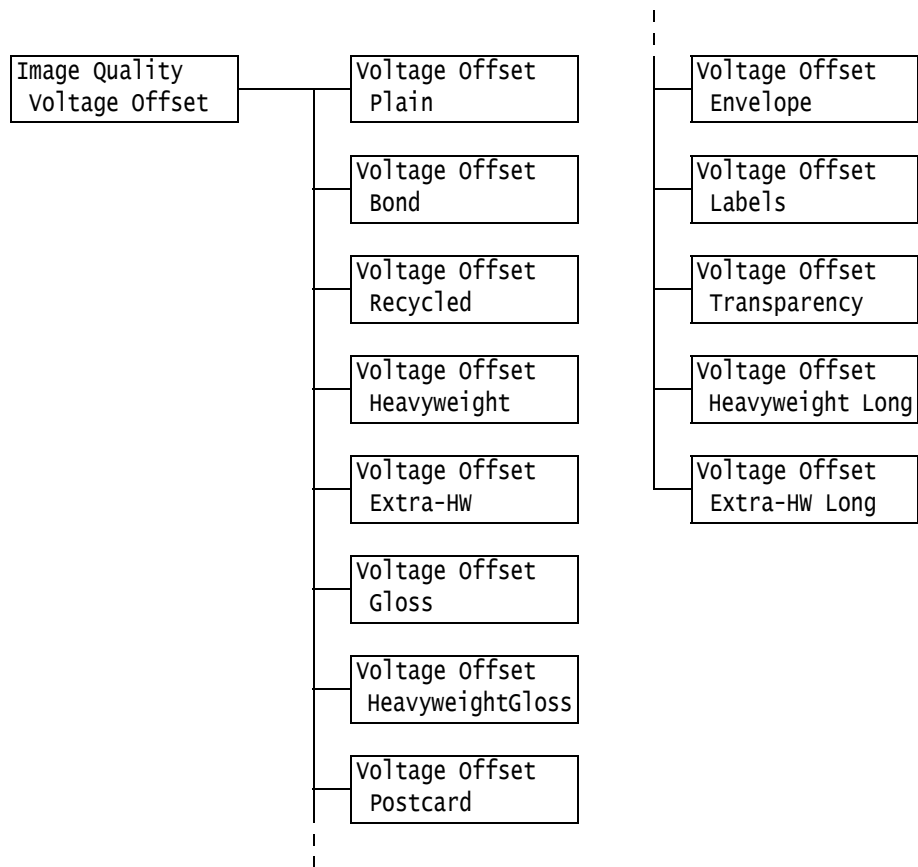 Image Quality
Voltage Offset
Voltage Offset
Plain
Voltage Offset
Bond
Voltage Offset
Recycled
Voltage Offset
Heavyweight
Voltage Offset
Extra-HW
Voltage Offset
Gloss
Voltage Offset
HeavyweightGloss
Voltage Offset
Postcard
Voltage Offset
Envelope
Voltage Offset
Labels
Voltage Offset
Transparency
Voltage Offset
Heavyweight Long
Voltage Offset
Extra-HW Long